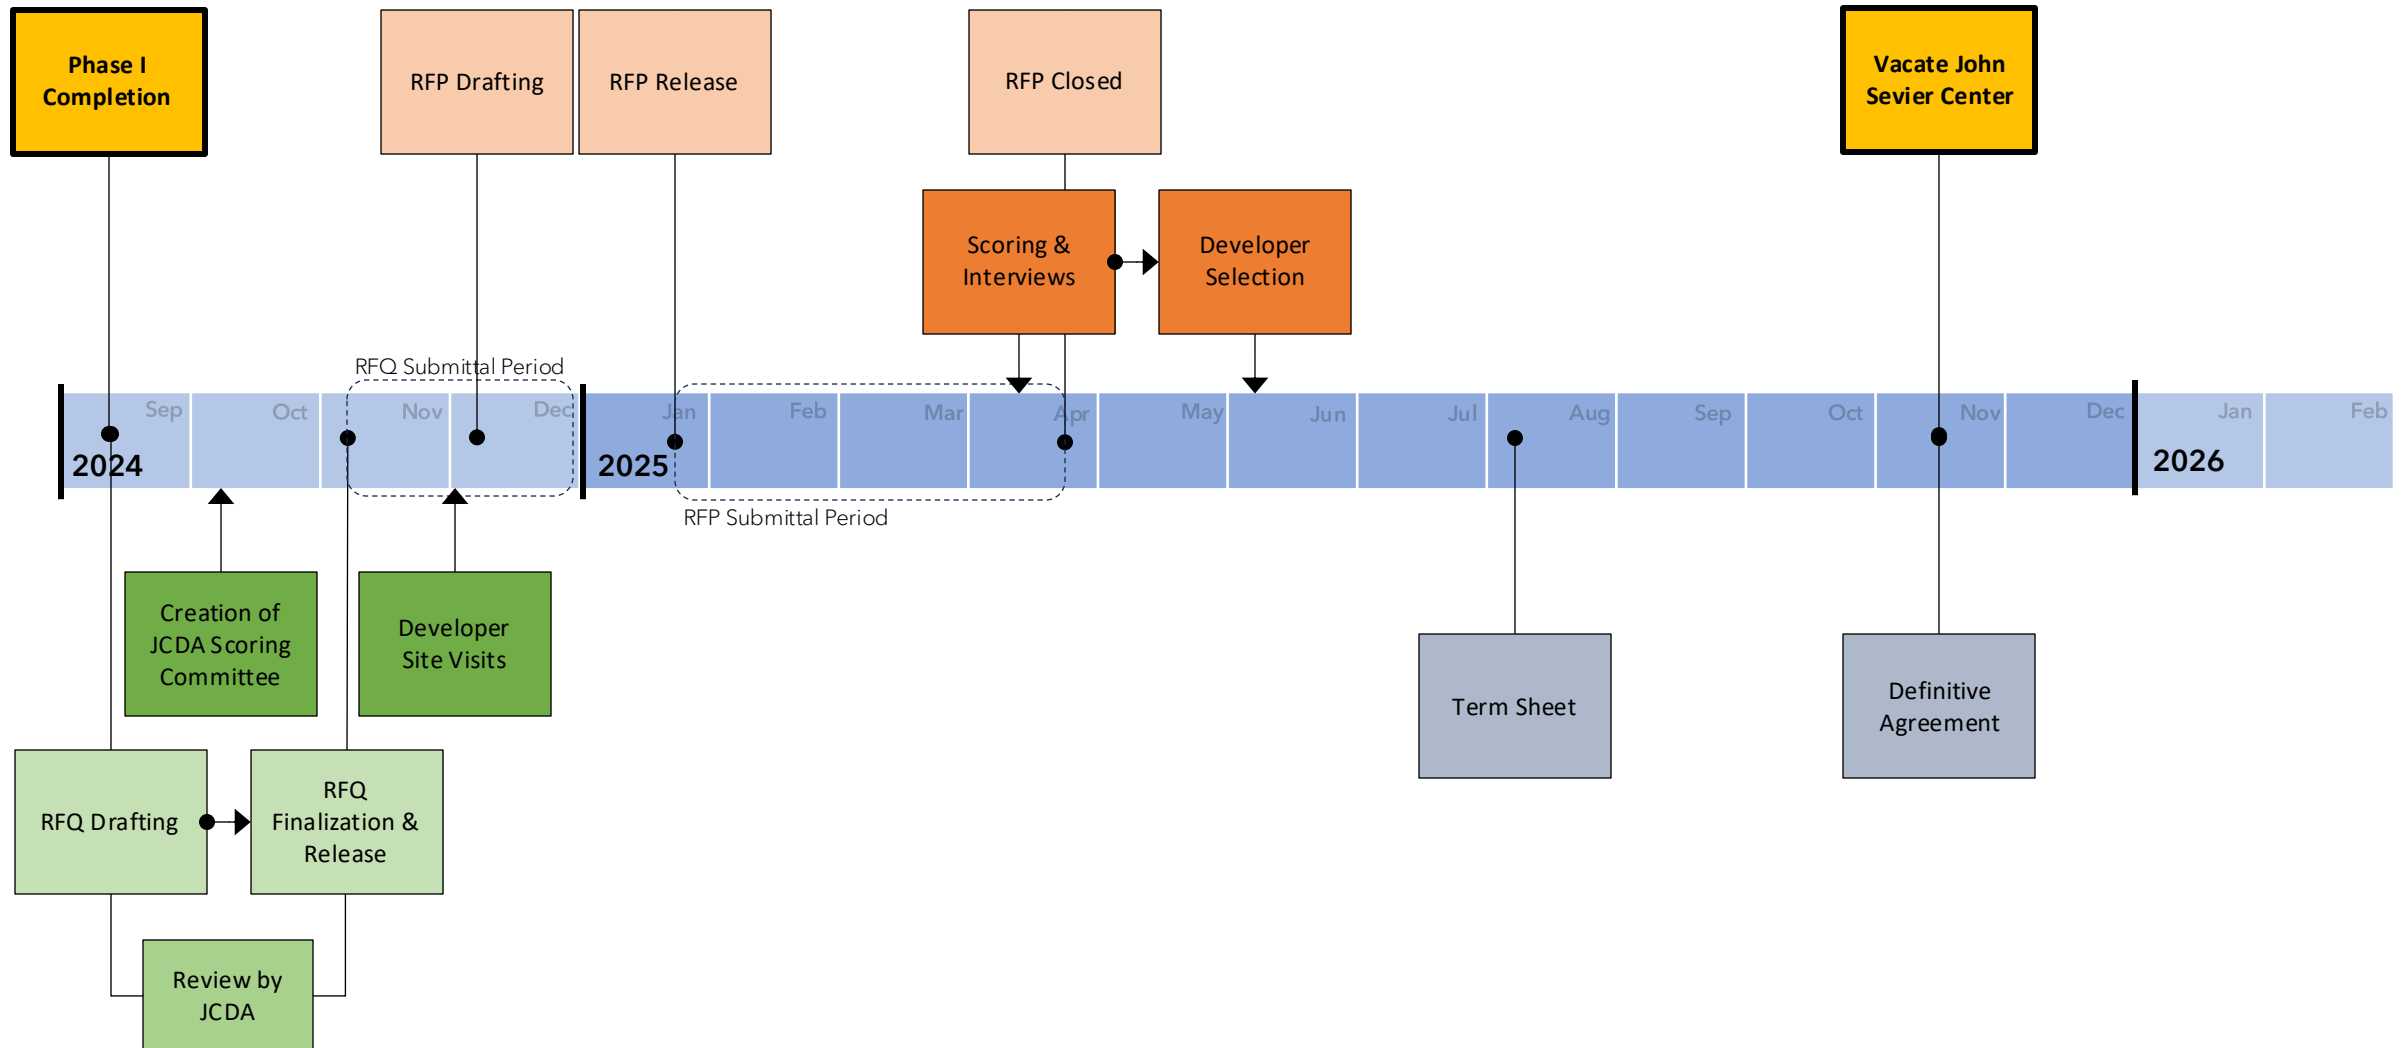 Phase I
Completion
RFP Drafting
RFP Release
RFP Closed
Vacate John
Sevier Center
Scoring &
Interviews
Developer
Selection
RFQ Submittal Period
Sep
Oct
Nov
Dec
Jan
Feb
Mar
Apr
May
Jun
Jul
Aug
Sep
Oct
Nov
Dec
Jan
Feb
2024
2025
2026
RFP Submittal Period
Creation of
JCDA Scoring
Committee
Developer
Site Visits
Term Sheet
Definitive
Agreement
RFQ Drafting
RFQ
Finalization &
Release
Review by
JCDA